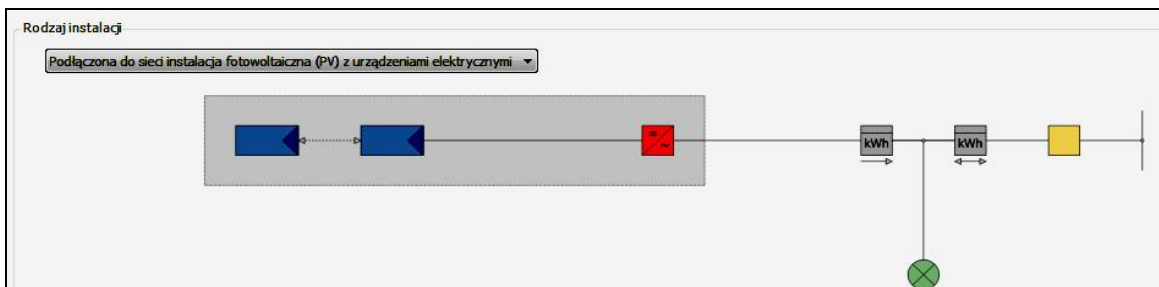 Rodzaj instalacji
Podłączona do sieci instalacja fotowoltaiczna (PV) z urządzeniami elektrycznymi
= ~
kWh kWh